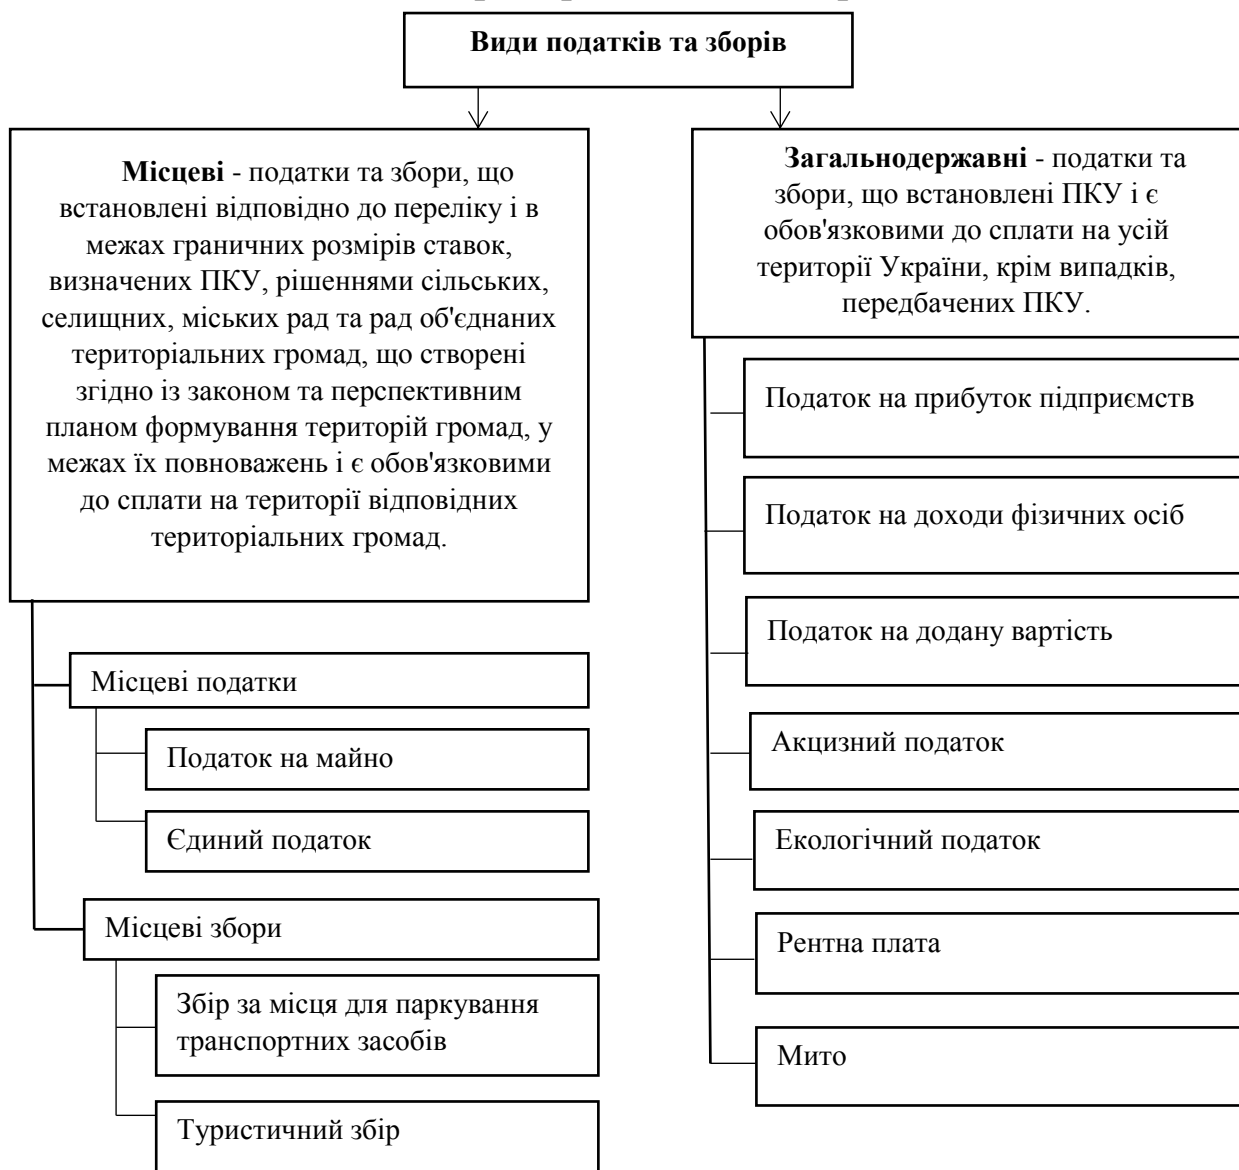 Види податків та зборів
Місцеві - податки та збори, що
встановлені відповідно до переліку і в
межах граничних розмірів ставок,
визначених ПКУ, рішеннями сільських,
селищних, міських рад та рад об'єднаних
територіальних громад, що створені
згідно із законом та перспективним
планом формування територій громад, у
межах їх повноважень і є обов'язковими
до сплати на території відповідних
територіальних громад.
Місцеві податки
Податок на майно
Єдиний податок
Місцеві збори
Збір за місця для паркування
транспортних засобів
Туристичний збір
Загальнодержавні - податки та
збори, що встановлені ПКУ і є
обов'язковими до сплати на усій
території України, крім випадків,
передбачених ПКУ.
Податок на прибуток підприємств
Податок на доходи фізичних осіб
Податок на додану вартість
Акцизний податок
Екологічний податок
Рентна плата
Мито